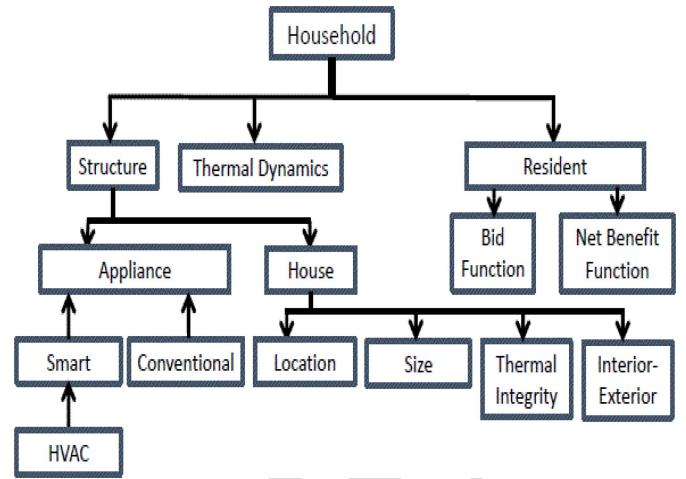 Household
Structure
Thermal Dynamics
Resident
Appliance
House
Bid
Function
Net Benefit
Function
Smart
Conventional
Location
Size
Thermal
Integrity
Interior-
Exterior
HVAC